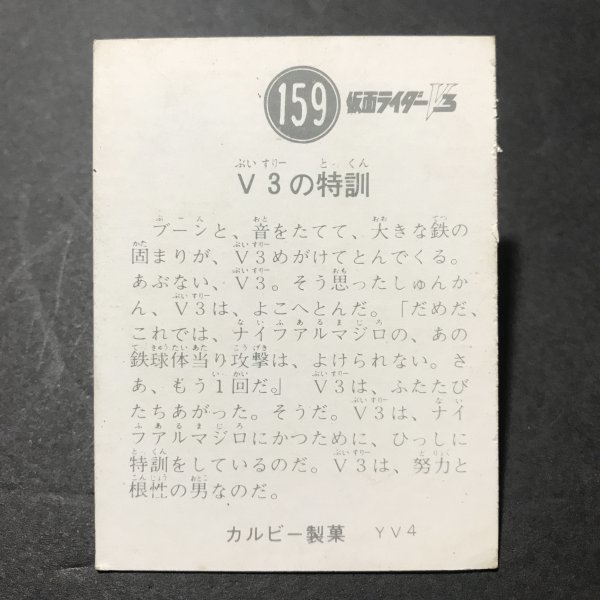 159 仮面ライダーV3
V3の特訓
ブーンと、音をたてて、大きな鉄の
固まりが、V3めがけてとんでくる。
あぶない、V3。そう思ったしゅんか
ん、V3は、よこへとんだ。「だめだ、
これでは、ナイフアルマジロの、あの
鉄球体当り攻撃は、よけられない。さ
あ、もう1回だ。」 V3は、ふたたび
たちあがった。そうだ。V3は、ナイ
フアルマジロにかつために、ひっしに
特訓をしているのだ。V3は、努力と
根性の男なのだ。
カルビー製菓 YV4